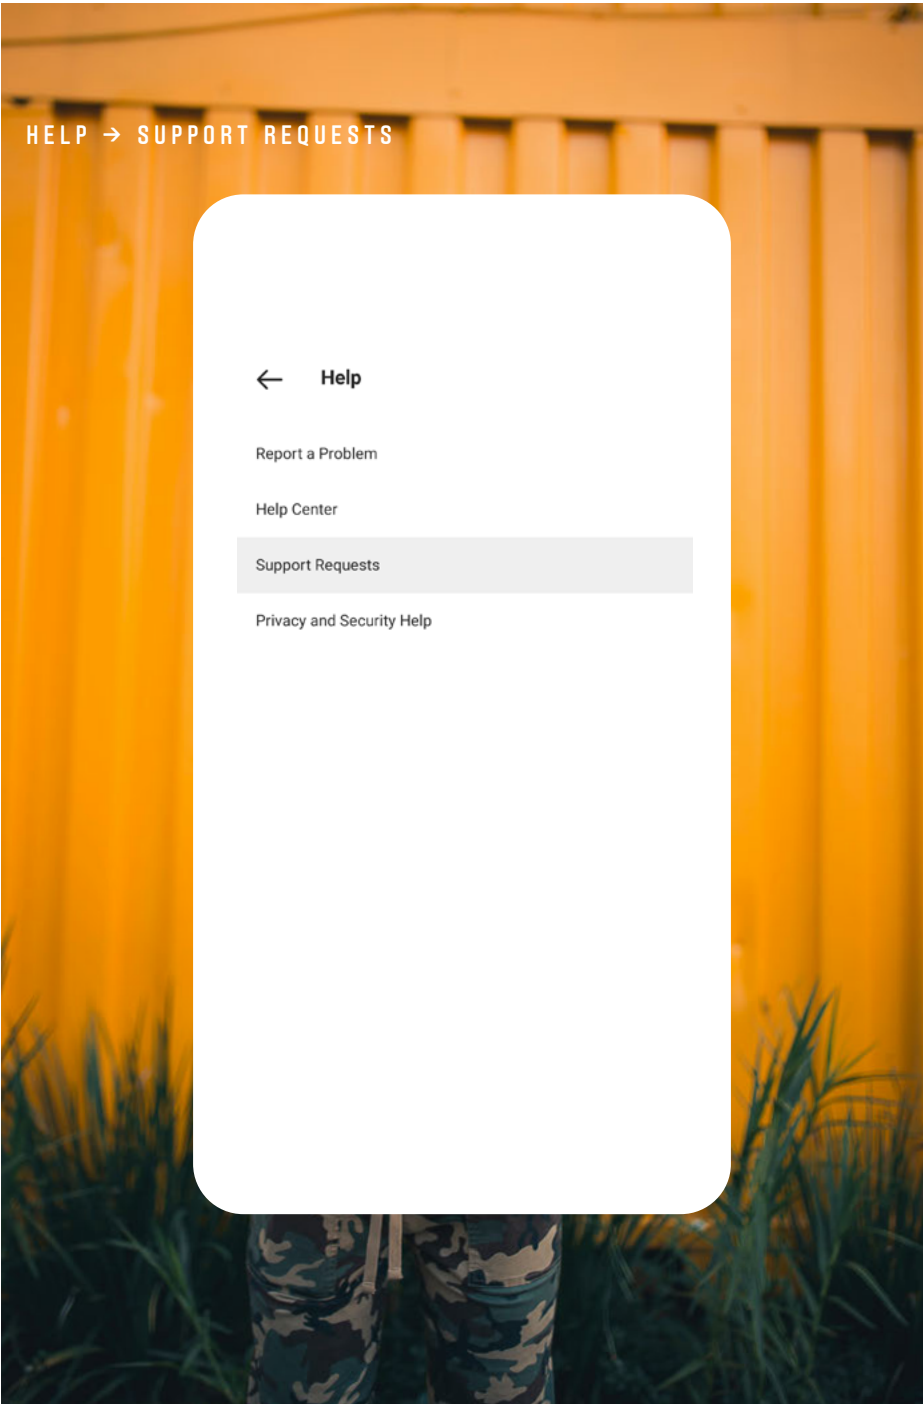 HELP → SUPPORT REQUESTS
← Help
Report a Problem
Help Center
Support Requests
Privacy and Security Help